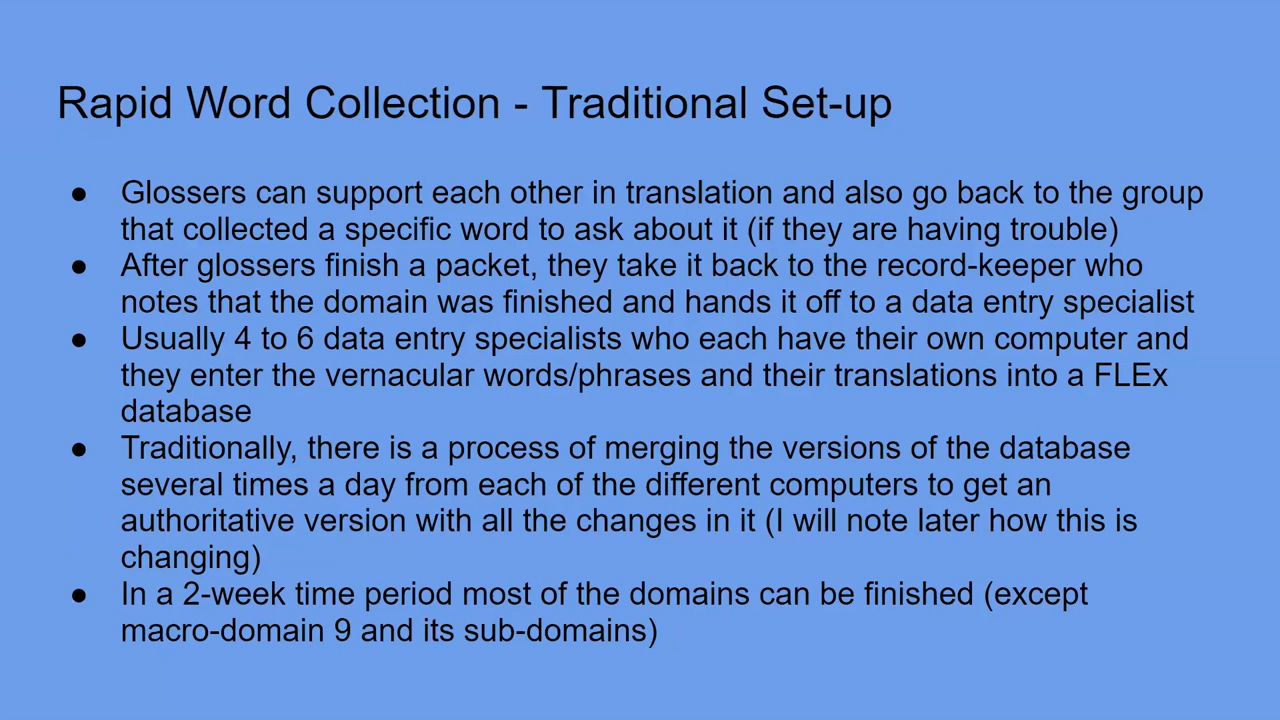 Rapid Word Collection - Traditional Set-up
● Glossers can support each other in translation and also go back to the group
that collected a specific word to ask about it (if they are having trouble)
● After glossers finish a packet, they take it back to the record-keeper who
notes that the domain was finished and hands it off to a data entry specialist
● Usually 4 to 6 data entry specialists who each have their own computer and
they enter the vernacular words/phrases and their translations into a FLEx
database
● Traditionally, there is a process of merging the versions of the database
several times a day from each of the different computers to get an
authoritative version with all the changes in it (I will note later how this is
changing)
● In a 2-week time period most of the domains can be finished (except
macro-domain 9 and its sub-domains)